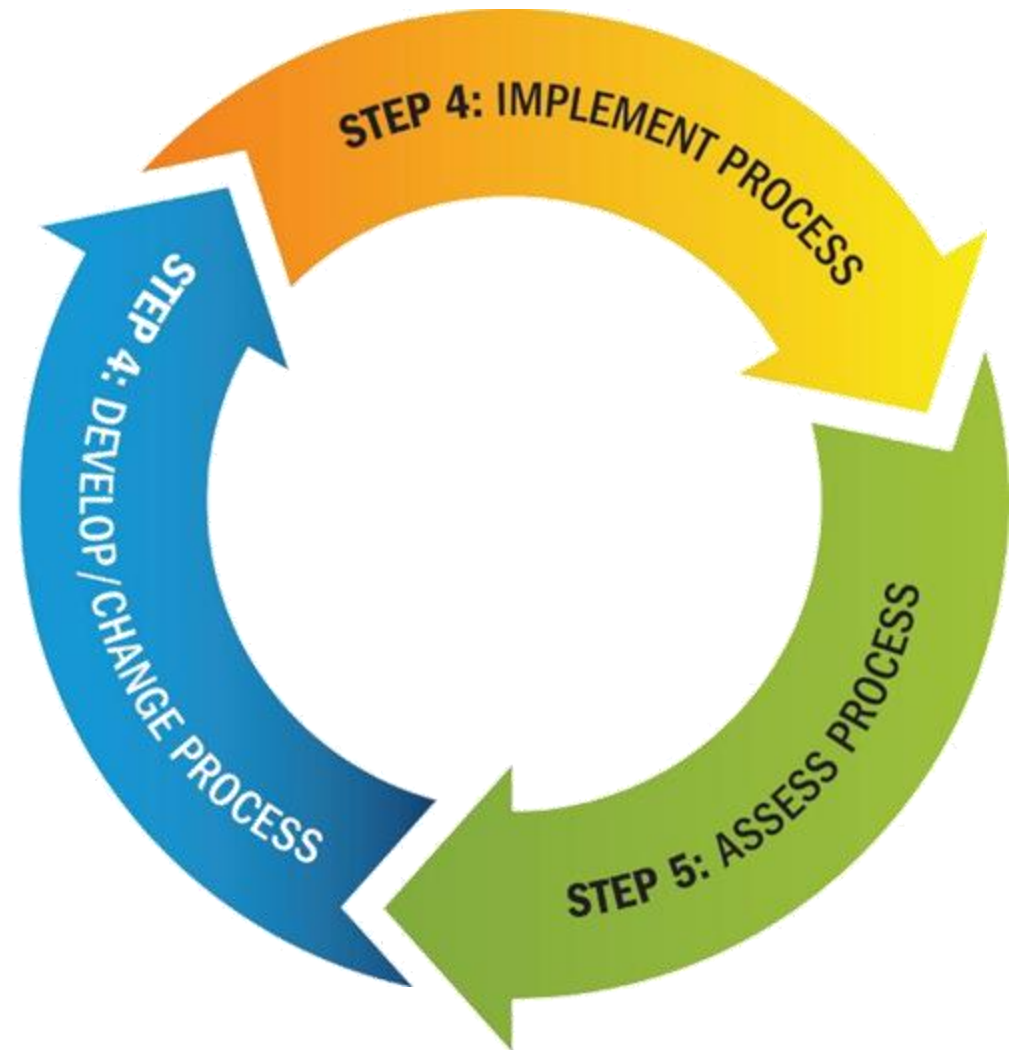 STEP 4: IMPLEMENT PROCESS
STEP 5: ASSESS PROCESS
STEP 4: DEVELOP/CHANGE PROCESS